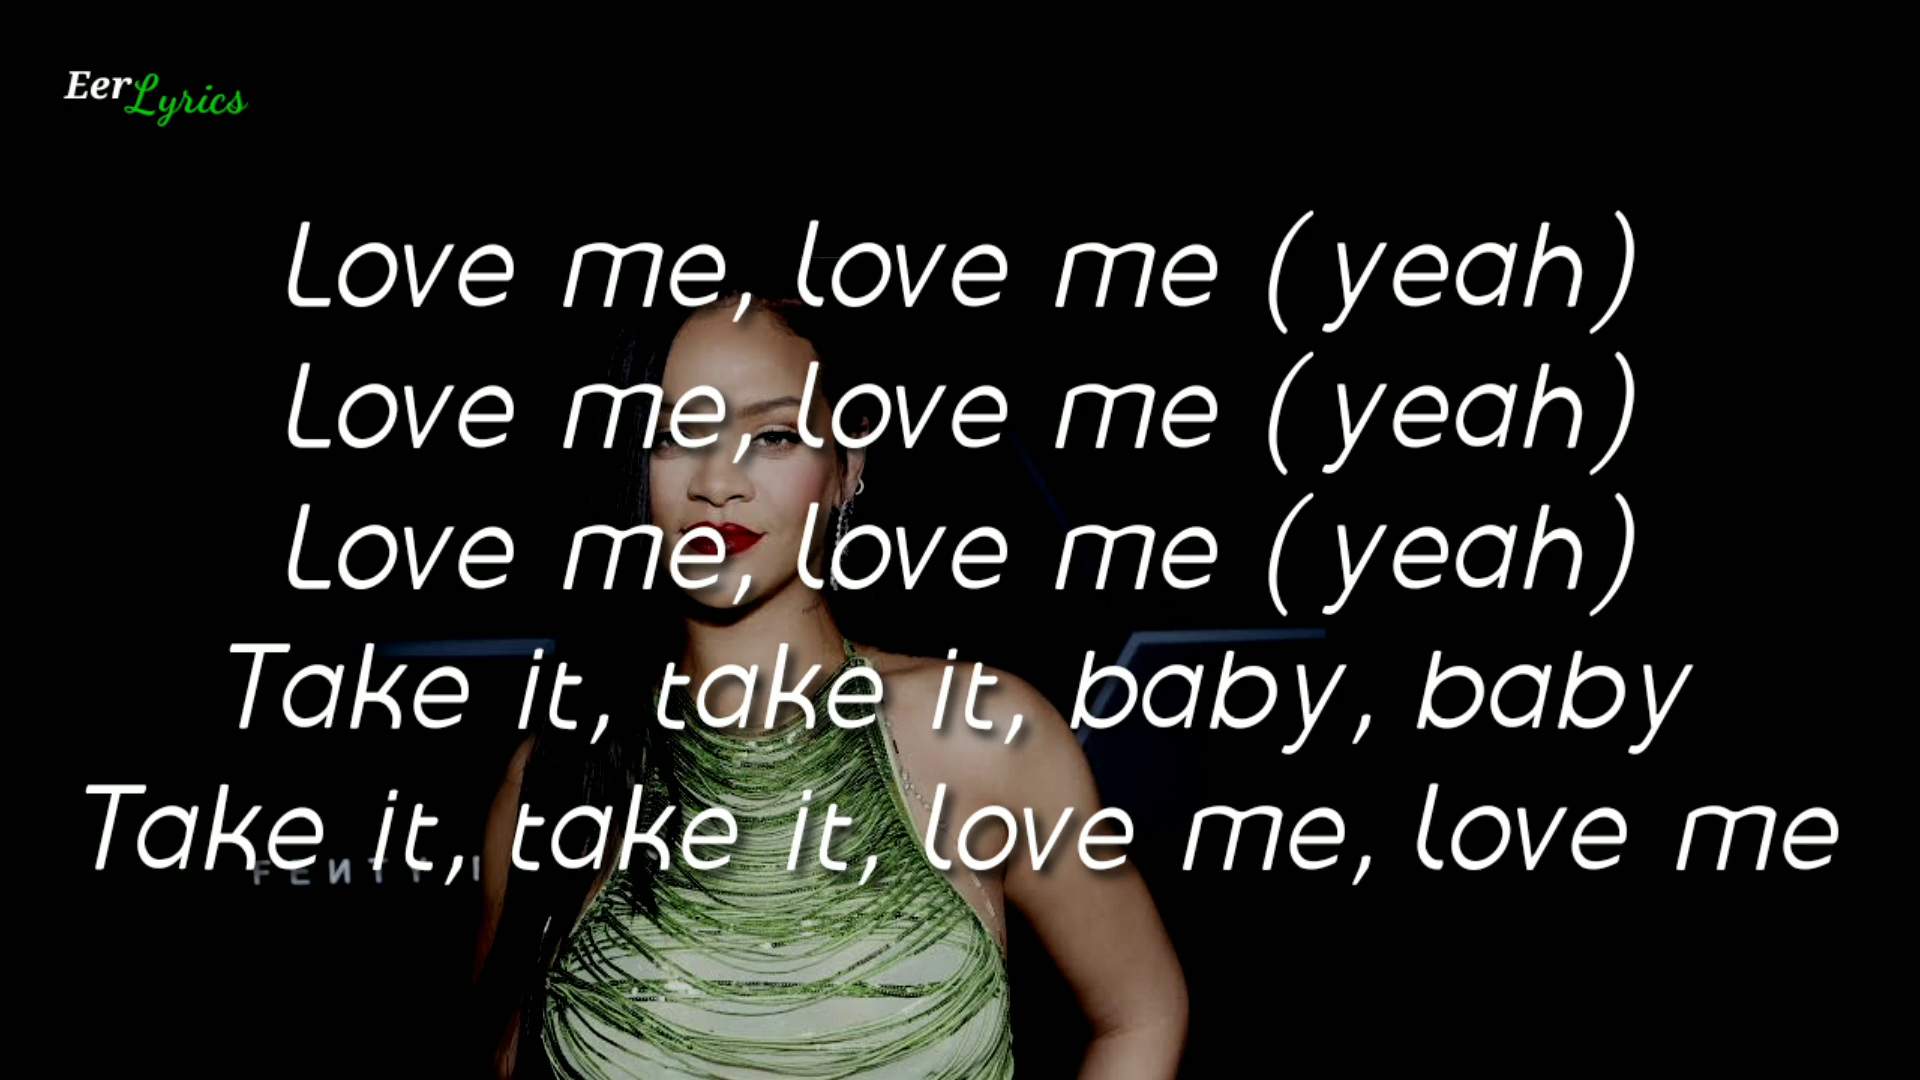 EerLyrics
Love me, love me (yeah)
Love me, love me (yeah)
Love me, love me (yeah)
Take it, take it, baby, baby
Take it, take it, love me, love me
FENTY